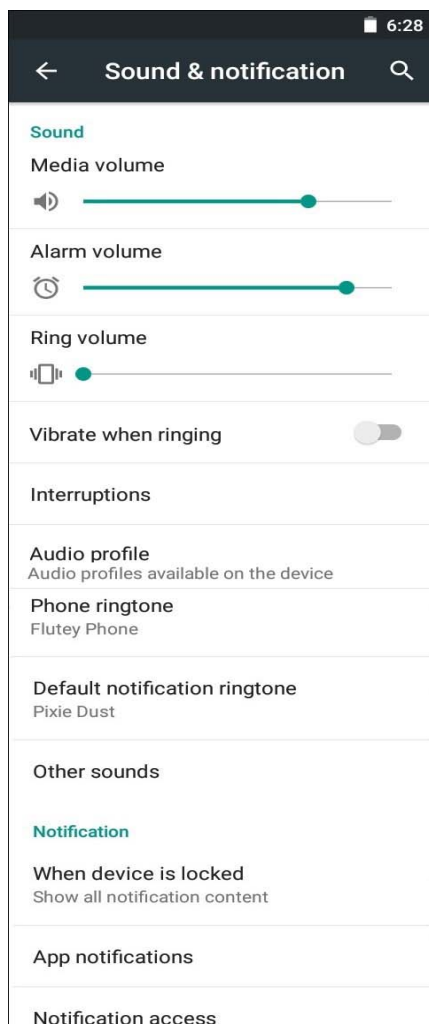 6:28
Sound & notification
Sound
Media volume
Alarm volume
Ring volume
Vibrate when ringing
Interruptions
Audio profile
Audio profiles available on the device
Phone ringtone
Flutey Phone
Default notification ringtone
Pixie Dust
Other sounds
Notification
When device is locked
Show all notification content
App notifications
Notification access